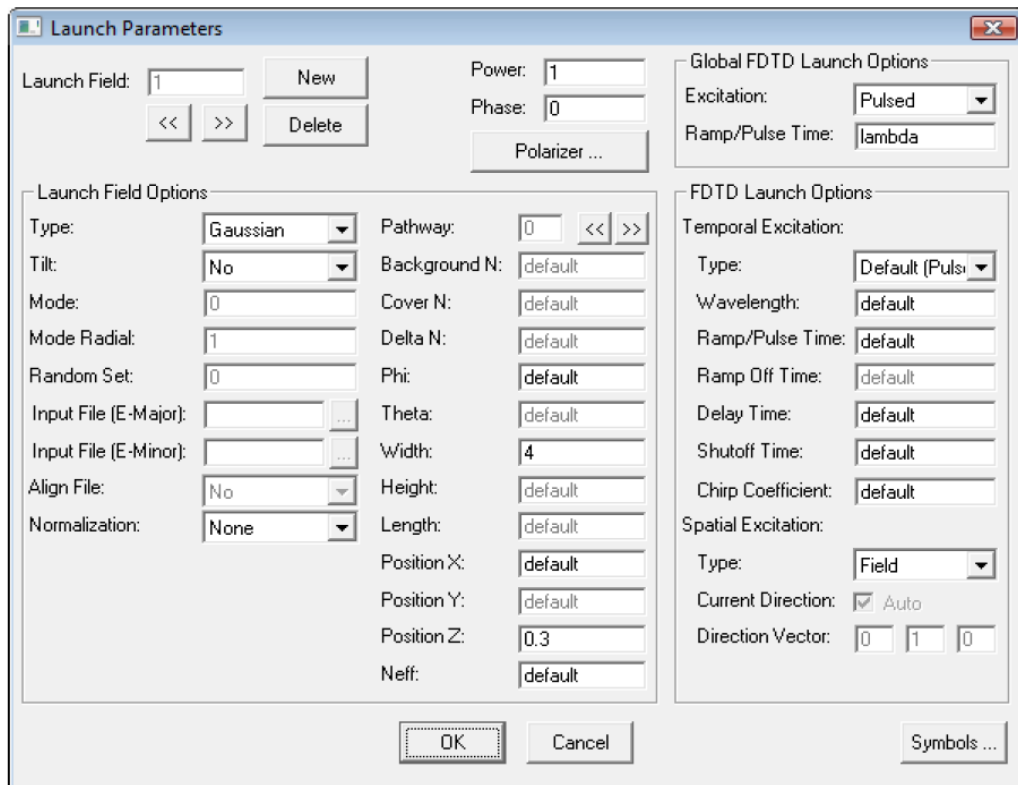 Launch Parameters
Launch Field: 1 New
<< >> Delete
Power: 1
Phase: 0
Polarizer ...
Global FDTD Launch Options
Excitation: Pulsed
Ramp/Pulse Time: lambda
Launch Field Options
Type: Gaussian
Tilt: No
Mode: 0
Mode Radial: 1
Random Set: 0
Input File (E-Major): ...
Input File (E-Minor): ...
Align File: No
Normalization: None
Pathway: 0 << >>
Background N: default
Cover N: default
Delta N: default
Phi: default
Theta: default
Width: 4
Height: default
Length: default
Position X: default
Position Y: default
Position Z: 0.3
Neff: default
FDTD Launch Options
Temporal Excitation:
Type: Default (Puls
Wavelength: default
Ramp/Pulse Time: default
Ramp Off Time: default
Delay Time: default
Shutoff Time: default
Chirp Coefficient: default
Spatial Excitation:
Type: Field
Current Direction: Auto
Direction Vector: 0 1 0
OK Cancel Symbols ...